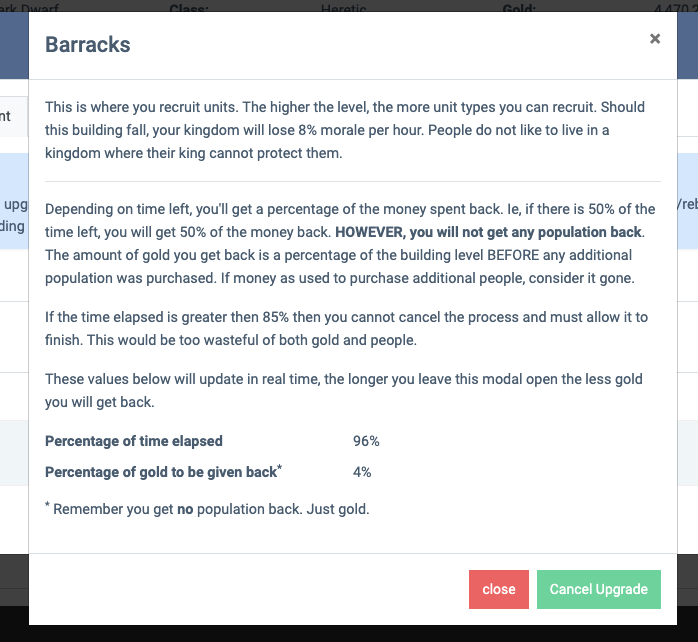 ark Dwarf Class: Heretic Gold: 4,470,2
Barracks ×
This is where you recruit units. The higher the level, the more unit types you can recruit. Should
nt
this building fall, your kingdom will lose 8% morale per hour. People do not like to live in a
kingdom where their king cannot protect them.
Depending on time left, you'll get a percentage of the money spent back. Ie, if there is 50% of the
upg
time left, you will get 50% of the money back. HOWEVER, you will not get any population back.
/reb
ding
The amount of gold you get back is a percentage of the building level BEFORE any additional
population was purchased. If money as used to purchase additional people, consider it gone.
If the time elapsed is greater then 85% then you cannot cancel the process and must allow it to
finish. This would be too wasteful of both gold and people.
These values below will update in real time, the longer you leave this modal open the less gold
you will get back.
Percentage of time elapsed 96%
Percentage of gold to be given back* 4%
* Remember you get no population back. Just gold.
close Cancel Upgrade